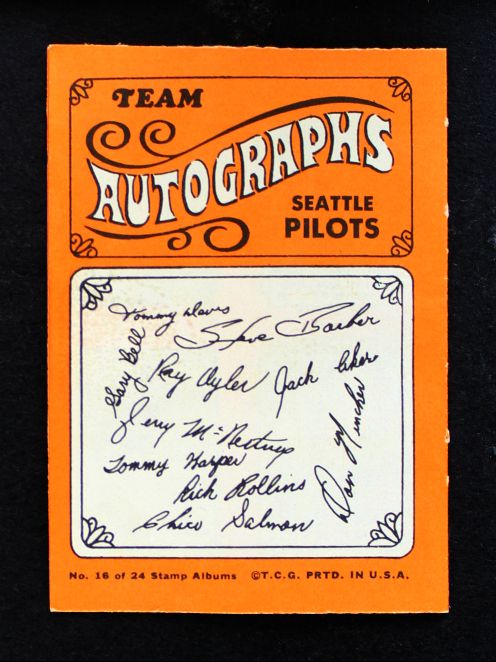 TEAM
AUTOGRAPHS
SEATTLE
PILOTS
Tommy Davis
Steve Barber
Gary Bell
Ray Oyler
Jack Aker
Don Mincher
Jerry McNertney
Tommy Harper
Rich Rollins
Chico Salmon
No. 16 of 24 Stamp Albums ©T.C.G. PRTD. IN U.S.A.